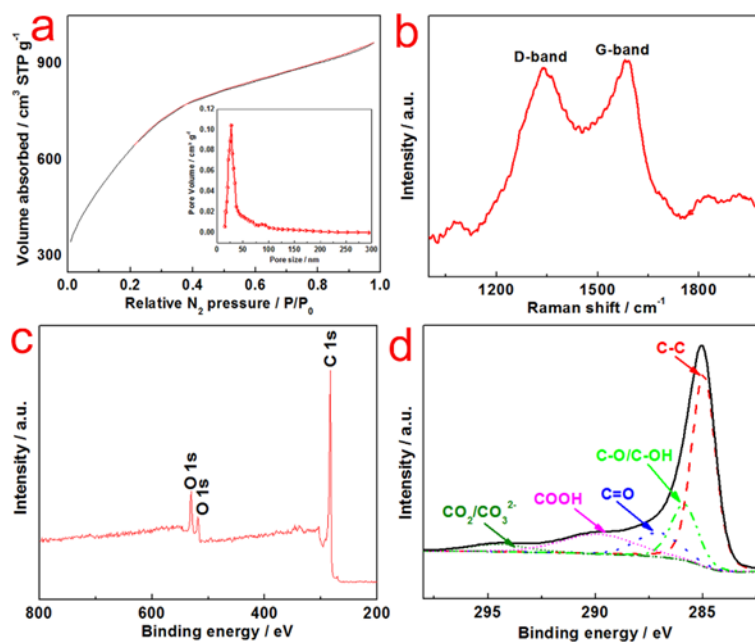 a
Volume absorbed / cm³ STP g⁻¹
900
600
300
0.0 0.2 0.4 0.6 0.8 1.0
Relative N₂ pressure / P/P₀
Pore Volume / cm³ g⁻¹
0.12
0.10
0.08
0.06
0.04
0.02
0.00
0 50 100 150 200 250 300
Pore size / nm
b
D-band
G-band
Intensity / a.u.
1200 1500 1800
Raman shift / cm⁻¹
c
C 1s
O 1s
O 1s
Intensity / a.u.
800 600 400 200
Binding energy / eV
d
C-C
C-O/C-OH
C=O
COOH
CO₂/CO₃²⁻
Intensity / a.u.
295 290 285
Binding energy / eV